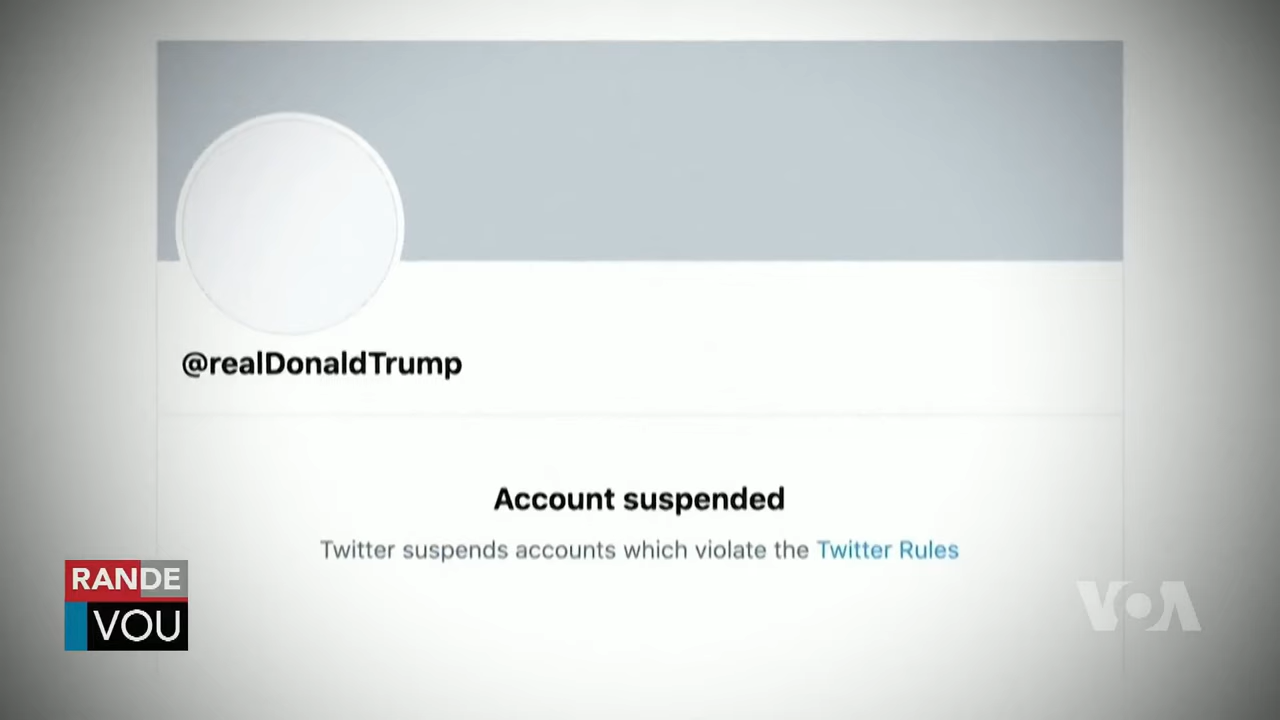 @realDonaldTrump
Account suspended
Twitter suspends accounts which violate the Twitter Rules
RANDE
VOU
VOA